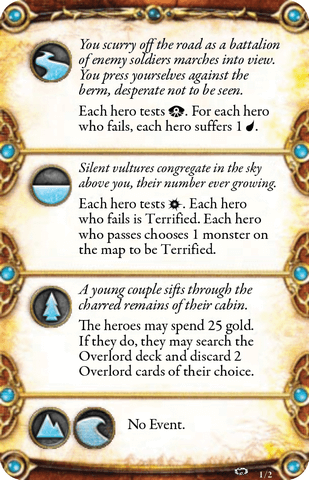 You scurry off the road as a battalion
of enemy soldiers marches into view.
You press yourselves against the
berm, desperate not to be seen.
Each hero tests . For each hero
who fails, each hero suffers 1 .
Silent vultures congregate in the sky
above you, their number ever growing.
Each hero tests . Each hero
who fails is Terrified. Each hero
who passes chooses 1 monster on
the map to be Terrified.
A young couple sifts through the
charred remains of their cabin.
The heroes may spend 25 gold.
If they do, they may search the
Overlord deck and discard 2
Overlord cards of their choice.
No Event.
1/2